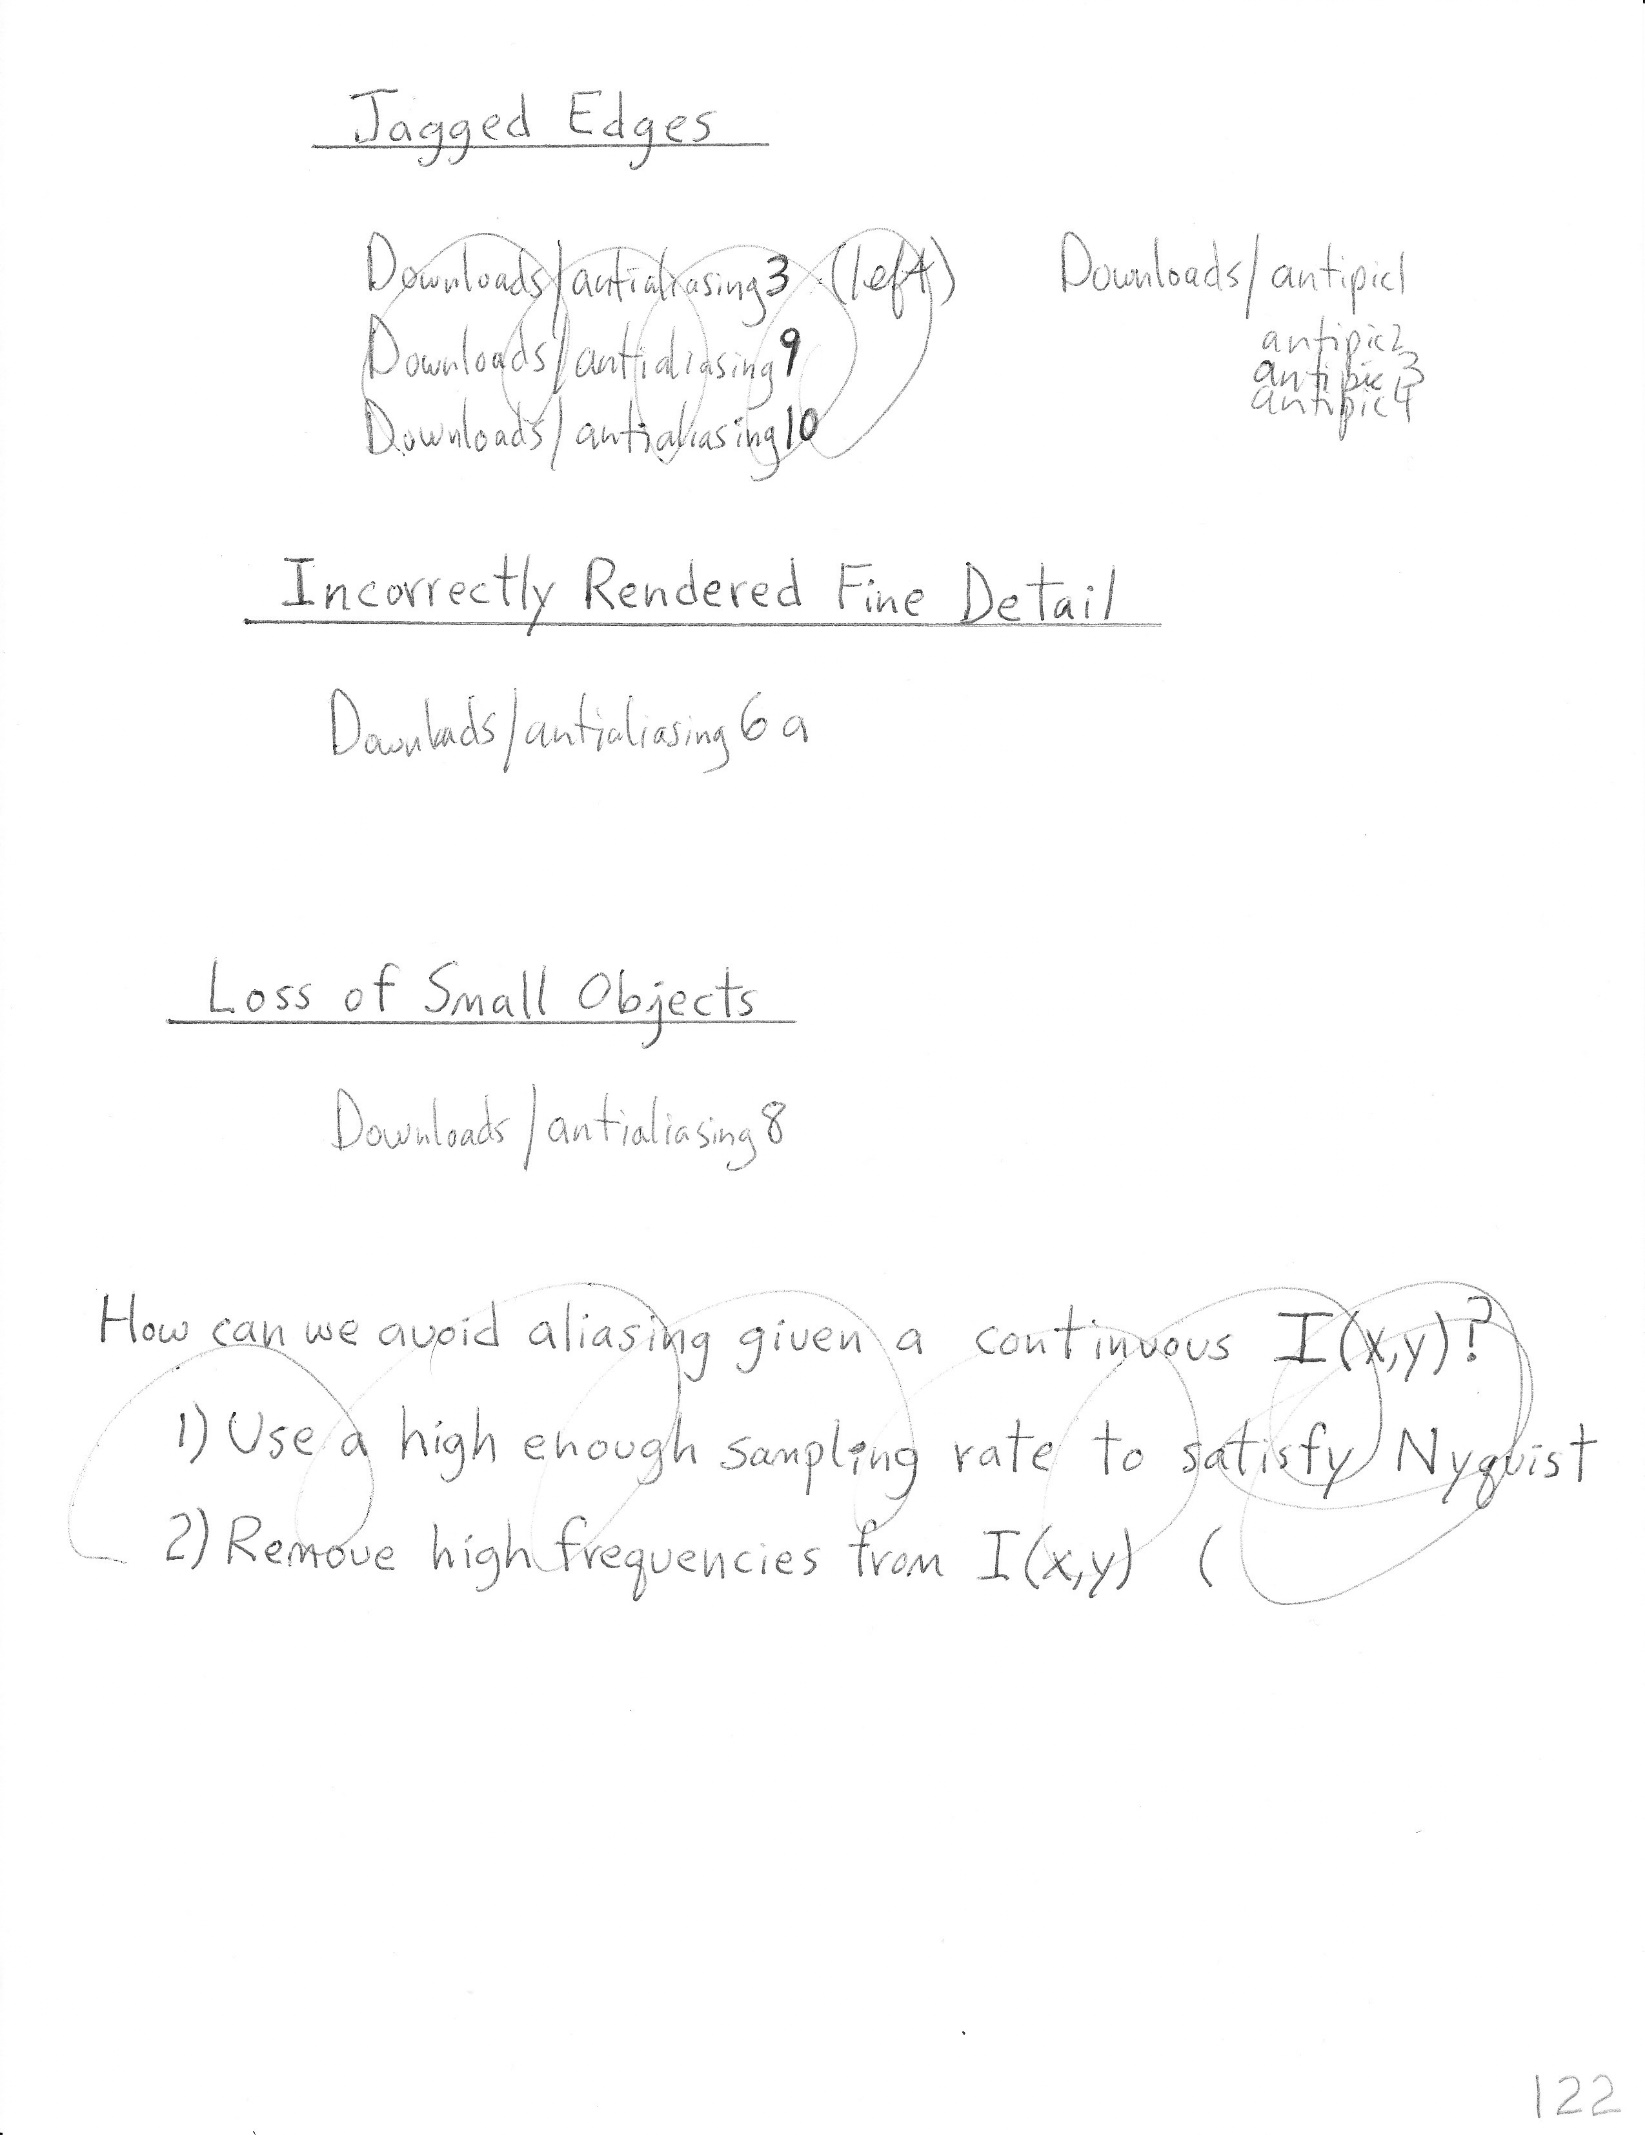 Jagged Edges
Downloads/antialiasing3 (left)
Downloads/antialiasing9
Downloads/antialiasing10
Downloads/antipic1
antipic2
antipic3
antipic4
Incorrectly Rendered Fine Detail
Downloads/antialiasing6a
Loss of Small Objects
Downloads/antialiasing8
How can we avoid aliasing given a continuous I(x,y)?
1) Use a high enough sampling rate to satisfy Nyquist
2) Remove high frequencies from I(x,y) (
122